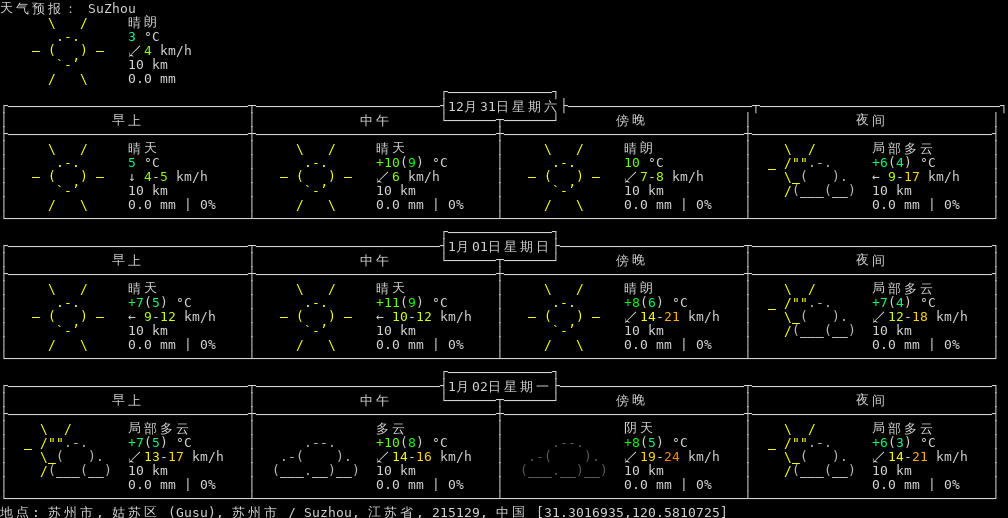 天气预报： SuZhou
晴朗
3 °C
↙4 km/h
10 km
0.0 mm
12月31日星期六
早上 中午 傍晚 夜间
晴天 晴天 晴朗 局部多云
5 °C +10(9) °C 10 °C +6(4) °C
↓ 4-5 km/h ↙6 km/h ↙7-8 km/h ← 9-17 km/h
10 km 10 km 10 km 10 km
0.0 mm | 0% 0.0 mm | 0% 0.0 mm | 0% 0.0 mm | 0%
1月01日星期日
早上 中午 傍晚 夜间
晴天 晴天 晴朗 局部多云
+7(5) °C +11(9) °C +8(6) °C +7(4) °C
← 9-12 km/h ← 10-12 km/h ↙14-21 km/h ↙12-18 km/h
10 km 10 km 10 km 10 km
0.0 mm | 0% 0.0 mm | 0% 0.0 mm | 0% 0.0 mm | 0%
1月02日星期一
早上 中午 傍晚 夜间
局部多云 多云 阴天 局部多云
+7(5) °C +10(8) °C +8(5) °C +6(3) °C
↙13-17 km/h ↙14-16 km/h ↙19-24 km/h ↙14-21 km/h
10 km 10 km 10 km 10 km
0.0 mm | 0% 0.0 mm | 0% 0.0 mm | 0% 0.0 mm | 0%
地点: 苏州市, 姑苏区 (Gusu), 苏州市 / Suzhou, 江苏省, 215129, 中国 [31.3016935,120.5810725]